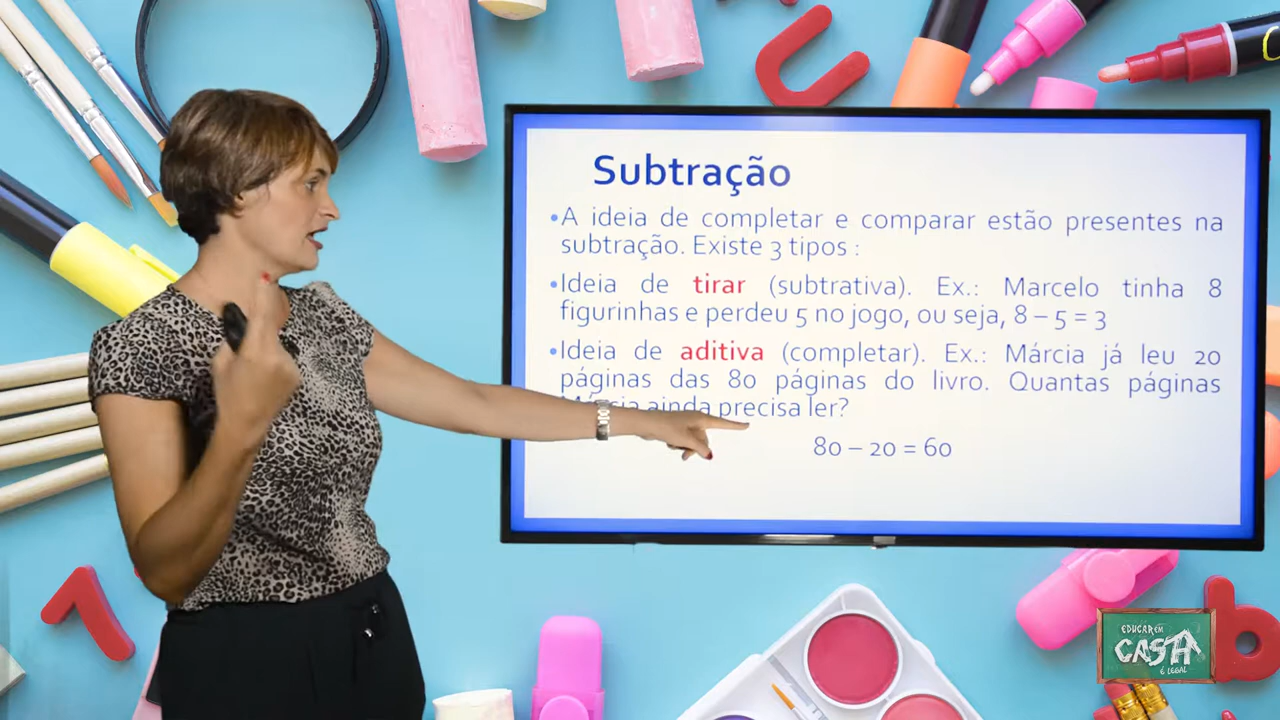 Subtração
•A ideia de completar e comparar estão presentes na
subtração. Existe 3 tipos :
•Ideia de tirar (subtrativa). Ex.: Marcelo tinha 8
figurinhas e perdeu 5 no jogo, ou seja, 8 – 5 = 3
•Ideia de aditiva (completar). Ex.: Márcia já leu 20
páginas das 80 páginas do livro. Quantas páginas
Márcia ainda precisa ler?
80 – 20 = 60
EDUCAR EM
CASA
É LEGAL
b